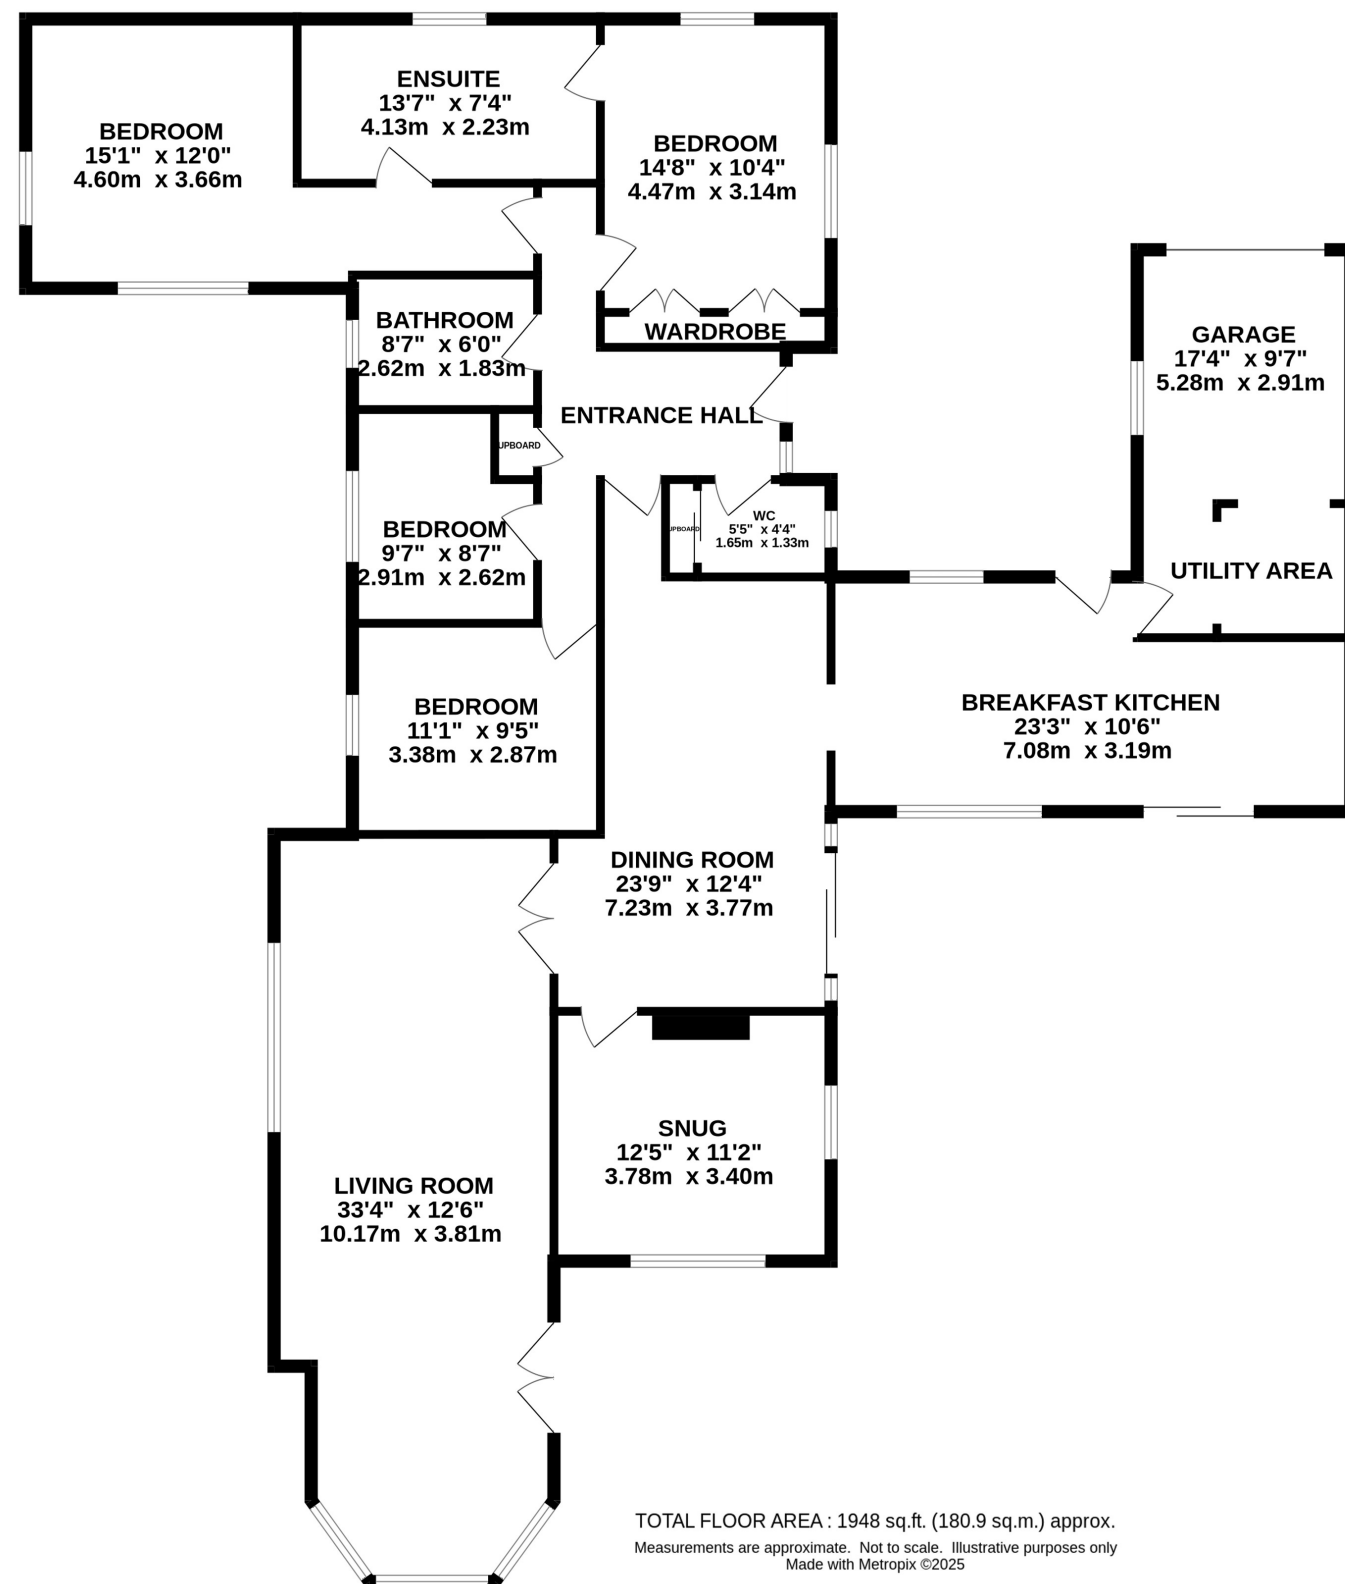 ENSUITE
13'7" x 7'4"
4.13m x 2.23m
BEDROOM
15'1" x 12'0"
4.60m x 3.66m
BEDROOM
14'8" x 10'4"
4.47m x 3.14m
WARDROBE
BATHROOM
8'7" x 6'0"
2.62m x 1.83m
GARAGE
17'4" x 9'7"
5.28m x 2.91m
ENTRANCE HALL
UPBOARD
BEDROOM
9'7" x 8'7"
2.91m x 2.62m
UPBOARD
WC
5'5" x 4'4"
1.65m x 1.33m
UTILITY AREA
BEDROOM
11'1" x 9'5"
3.38m x 2.87m
BREAKFAST KITCHEN
23'3" x 10'6"
7.08m x 3.19m
DINING ROOM
23'9" x 12'4"
7.23m x 3.77m
SNUG
12'5" x 11'2"
3.78m x 3.40m
LIVING ROOM
33'4" x 12'6"
10.17m x 3.81m
TOTAL FLOOR AREA : 1948 sq.ft. (180.9 sq.m.) approx.
Measurements are approximate. Not to scale. Illustrative purposes only
Made with Metropix ©2025